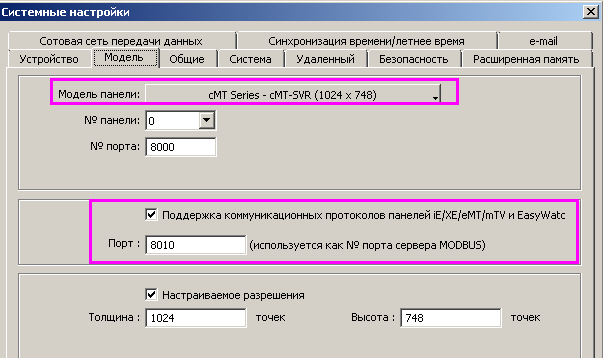 Системные настройки
Сотовая сеть передачи данных Синхронизация времени/летнее время e-mail
Устройство Модель Общие Система Удаленный Безопасность Расширенная память
Модель панели: cMT Series - cMT-SVR (1024 x 748)
№ панели: 0
№ порта: 8000
Поддержка коммуникационных протоколов панелей iE/XE/eMT/mTV и EasyWatc
Порт : 8010 (используется как № порта сервера MODBUS)
Настраиваемое разрешения
Толщина : 1024 точек Высота : 748 точек